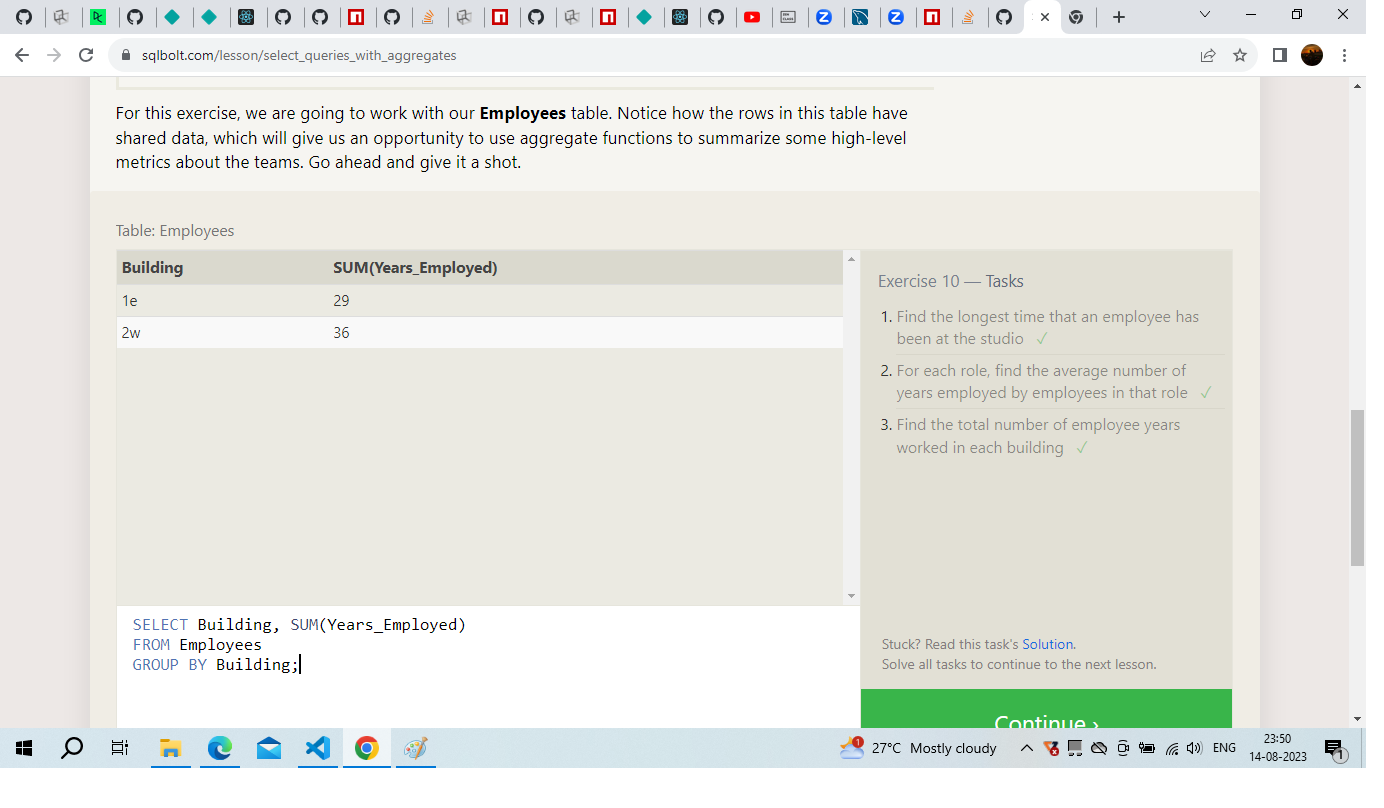 sqlbolt.com/lesson/select_queries_with_aggregates
For this exercise, we are going to work with our Employees table. Notice how the rows in this table have
shared data, which will give us an opportunity to use aggregate functions to summarize some high-level
metrics about the teams. Go ahead and give it a shot.
Table: Employees
Building SUM(Years_Employed)
1e 29
2w 36
SELECT Building, SUM(Years_Employed)
FROM Employees
GROUP BY Building;
Exercise 10 — Tasks
1. Find the longest time that an employee has
been at the studio ✓
2. For each role, find the average number of
years employed by employees in that role ✓
3. Find the total number of employee years
worked in each building ✓
Stuck? Read this task's Solution.
Solve all tasks to continue to the next lesson.
Continue ›
1
27°C Mostly cloudy
ENG
23:50
14-08-2023
1